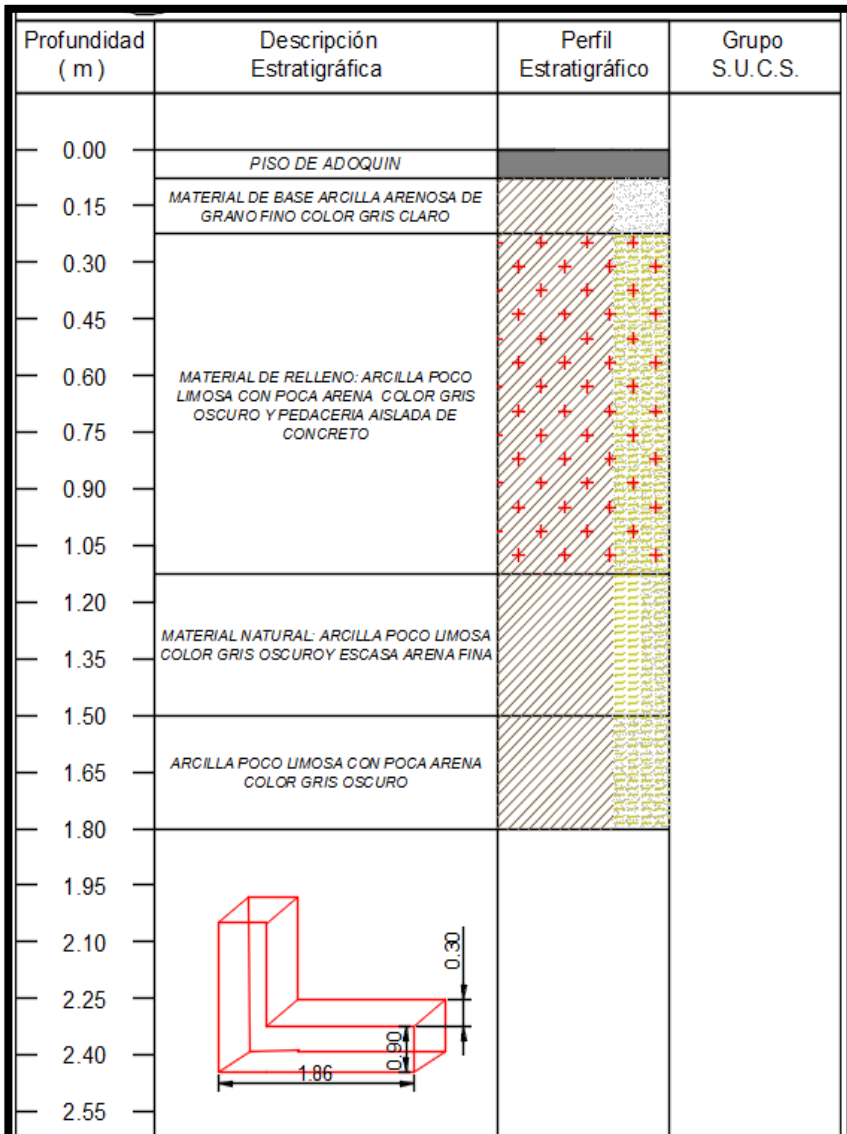 Profundidad
( m )
Descripción
Estratigráfica
Perfil
Estratigráfico
Grupo
S.U.C.S.
0.00
PISO DE ADOQUIN
0.15
MATERIAL DE BASE ARCILLA ARENOSA DE
GRANO FINO COLOR GRIS CLARO
0.30
0.45
0.60
MATERIAL DE RELLENO: ARCILLA POCO
LIMOSA CON POCA ARENA COLOR GRIS
OSCURO Y PEDACERIA AISLADA DE
CONCRETO
0.75
0.90
1.05
1.20
MATERIAL NATURAL: ARCILLA POCO LIMOSA
COLOR GRIS OSCUROY ESCASA ARENA FINA
1.35
1.50
ARCILLA POCO LIMOSA CON POCA ARENA
COLOR GRIS OSCURO
1.65
1.80
1.95
2.10
0.30
2.25
2.40
0.90
1.86
2.55